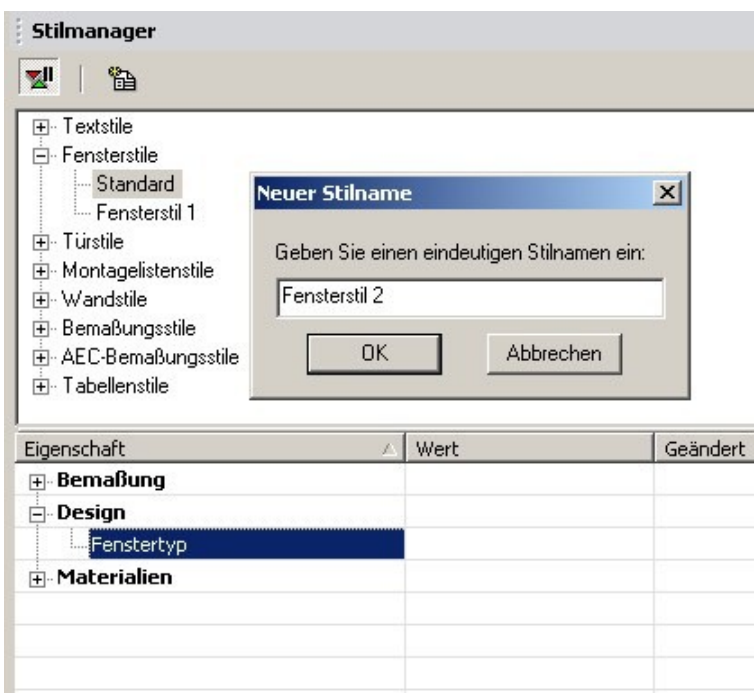 Stilmanager
Textstile
Fensterstile
Standard
Fensterstil 1
Türstile
Montagelistenstile
Wandstile
Bemaßungsstile
AEC-Bemaßungsstile
Tabellenstile
Neuer Stilname
Geben Sie einen eindeutigen Stilnamen ein:
Fensterstil 2
OK Abbrechen
Eigenschaft Wert Geändert
Bemaßung
Design
Fenstertyp
Materialien